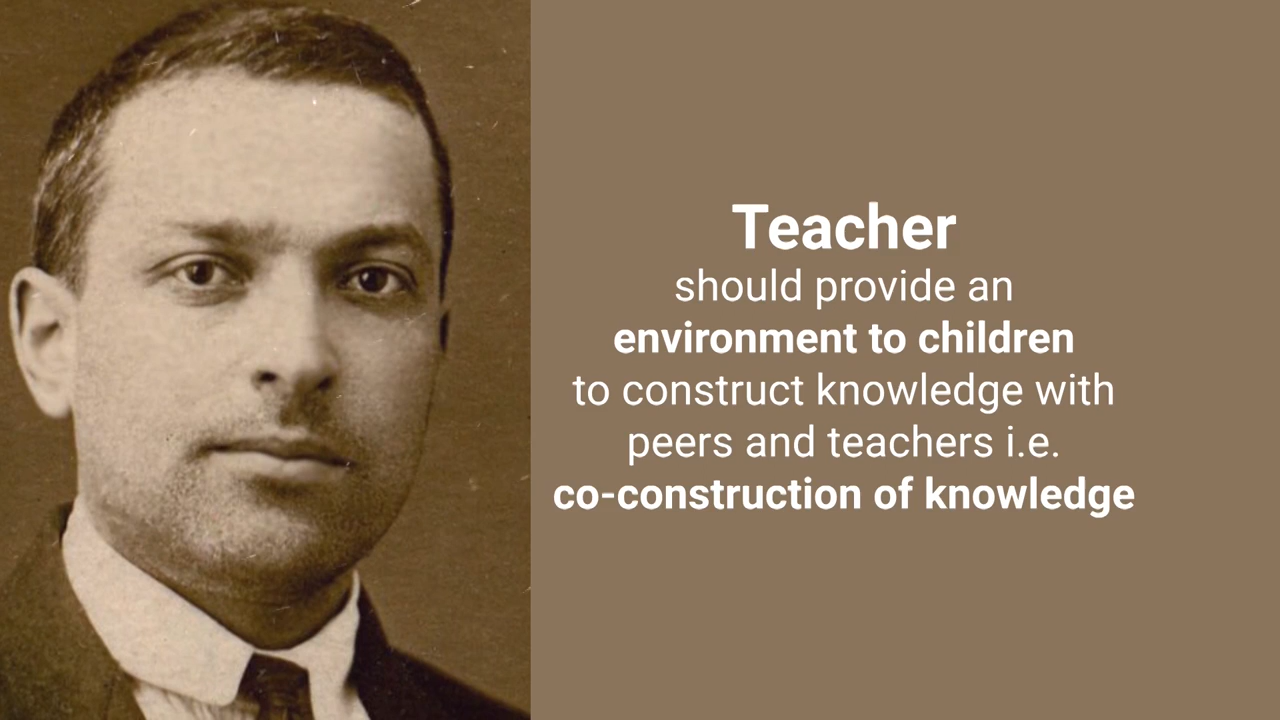 Teacher
should provide an
environment to children
to construct knowledge with
peers and teachers i.e.
co-construction of knowledge